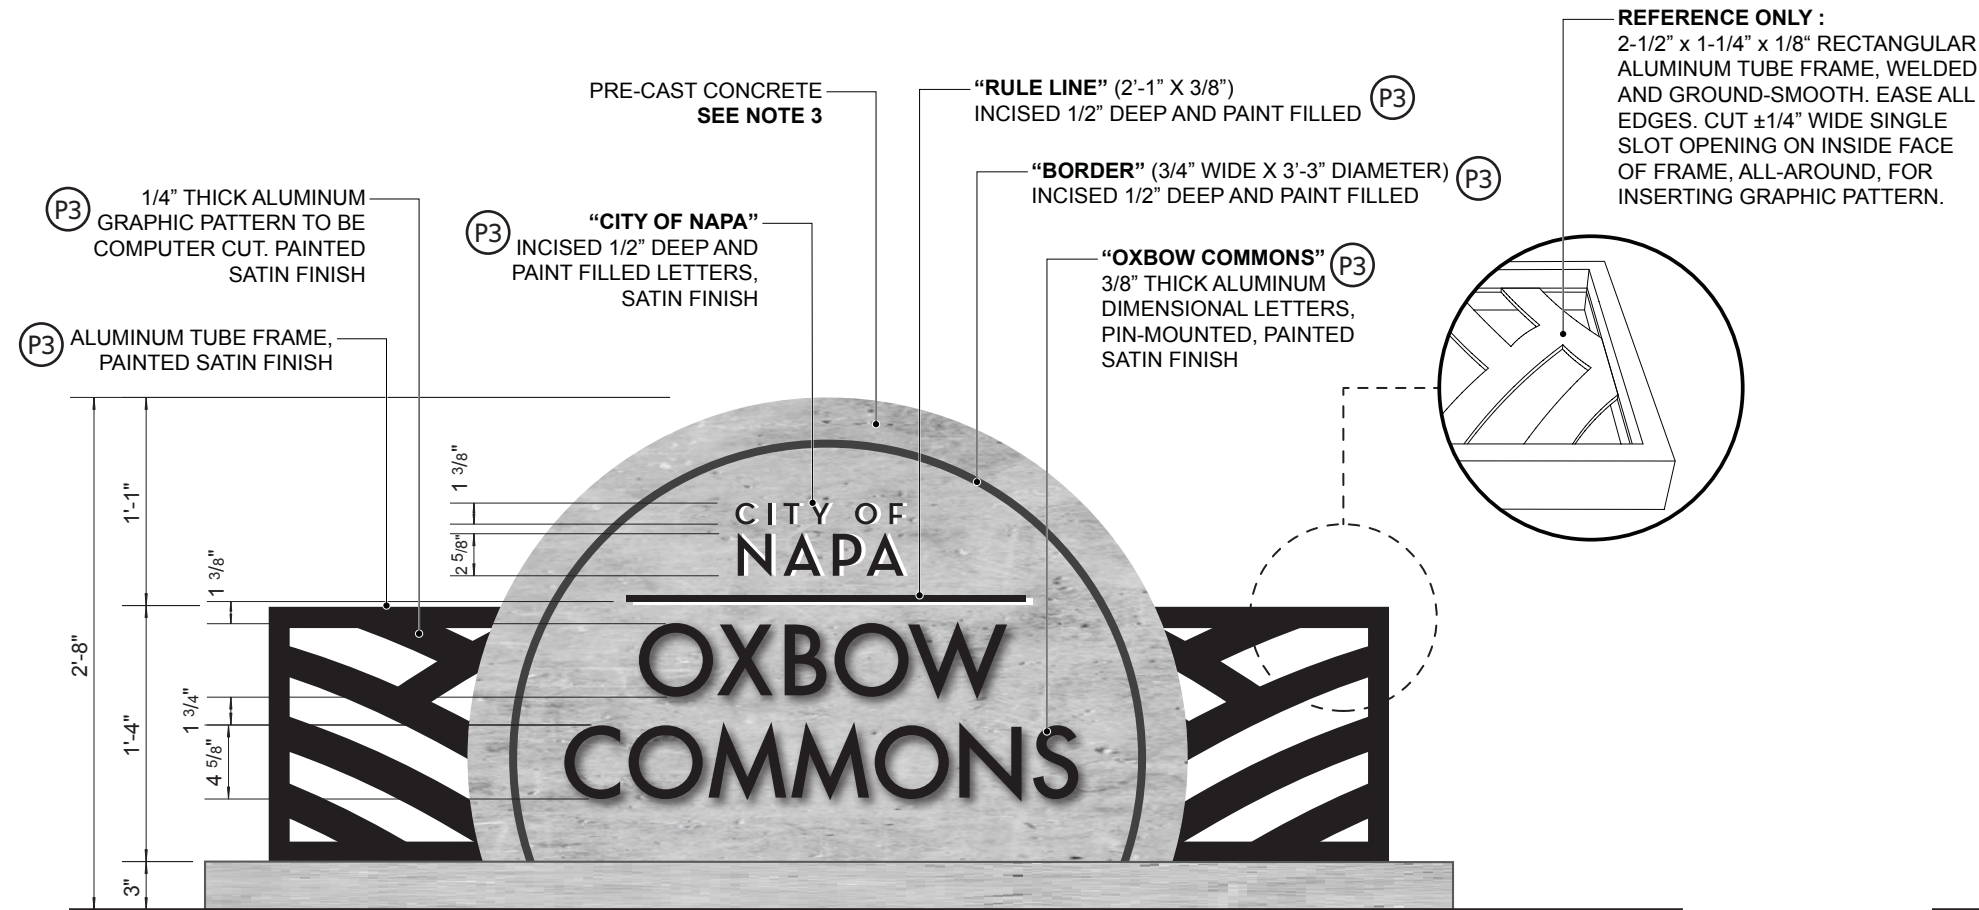 REFERENCE ONLY :
2-1/2” x 1-1/4” x 1/8“ RECTANGULAR
ALUMINUM TUBE FRAME, WELDED
AND GROUND-SMOOTH. EASE ALL
EDGES. CUT ±1/4” WIDE SINGLE
SLOT OPENING ON INSIDE FACE
OF FRAME, ALL-AROUND, FOR
INSERTING GRAPHIC PATTERN.
PRE-CAST CONCRETE
SEE NOTE 3
“RULE LINE” (2’-1” X 3/8”)
INCISED 1/2” DEEP AND PAINT FILLED
P3
“BORDER” (3/4” WIDE X 3’-3” DIAMETER)
INCISED 1/2” DEEP AND PAINT FILLED
P3
P3
1/4” THICK ALUMINUM
GRAPHIC PATTERN TO BE
COMPUTER CUT. PAINTED
SATIN FINISH
P3
“CITY OF NAPA”
INCISED 1/2” DEEP AND
PAINT FILLED LETTERS,
SATIN FINISH
“OXBOW COMMONS”
P3
3/8” THICK ALUMINUM
DIMENSIONAL LETTERS,
PIN-MOUNTED, PAINTED
SATIN FINISH
P3
ALUMINUM TUBE FRAME,
PAINTED SATIN FINISH
2'-8"
1'-1"
1'-4"
3"
1 3/8"
1 3/4"
4 5/8"
1 3/8"
2 5/8"
CITY OF
NAPA
OXBOW
COMMONS